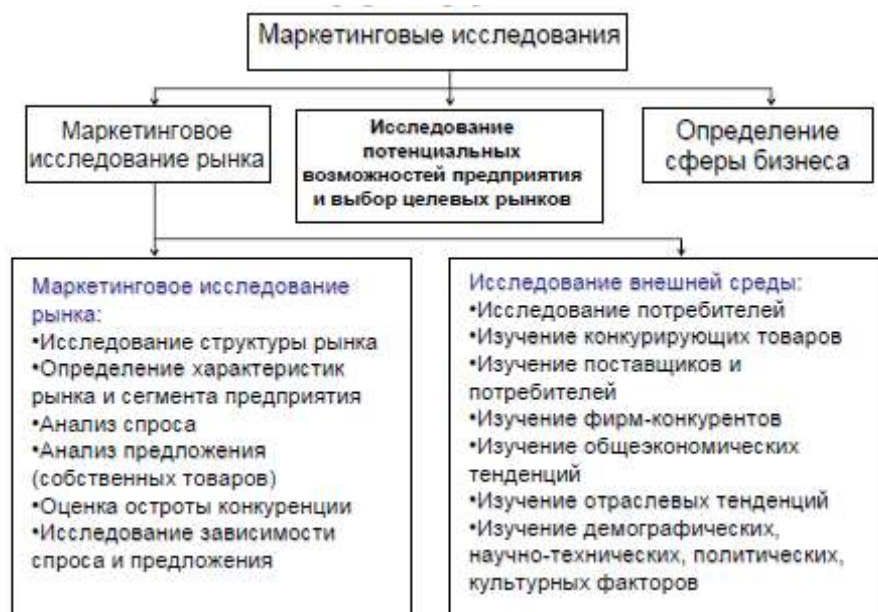 Маркетинговые исследования
Маркетинговое
исследование рынка
Исследование
потенциальных
возможностей предприятия
и выбор целевых рынков
Определение
сферы бизнеса
Маркетинговое исследование
рынка:
•Исследование структуры рынка
•Определение характеристик
рынка и сегмента предприятия
•Анализ спроса
•Анализ предложения
(собственных товаров)
•Оценка остроты конкуренции
•Исследование зависимости
спроса и предложения
Исследование внешней среды:
•Исследование потребителей
•Изучение конкурирующих товаров
•Изучение поставщиков и
потребителей
•Изучение фирм-конкурентов
•Изучение общеэкономических
тенденций
•Изучение отраслевых тенденций
•Изучение демографических,
научно-технических, политических,
культурных факторов